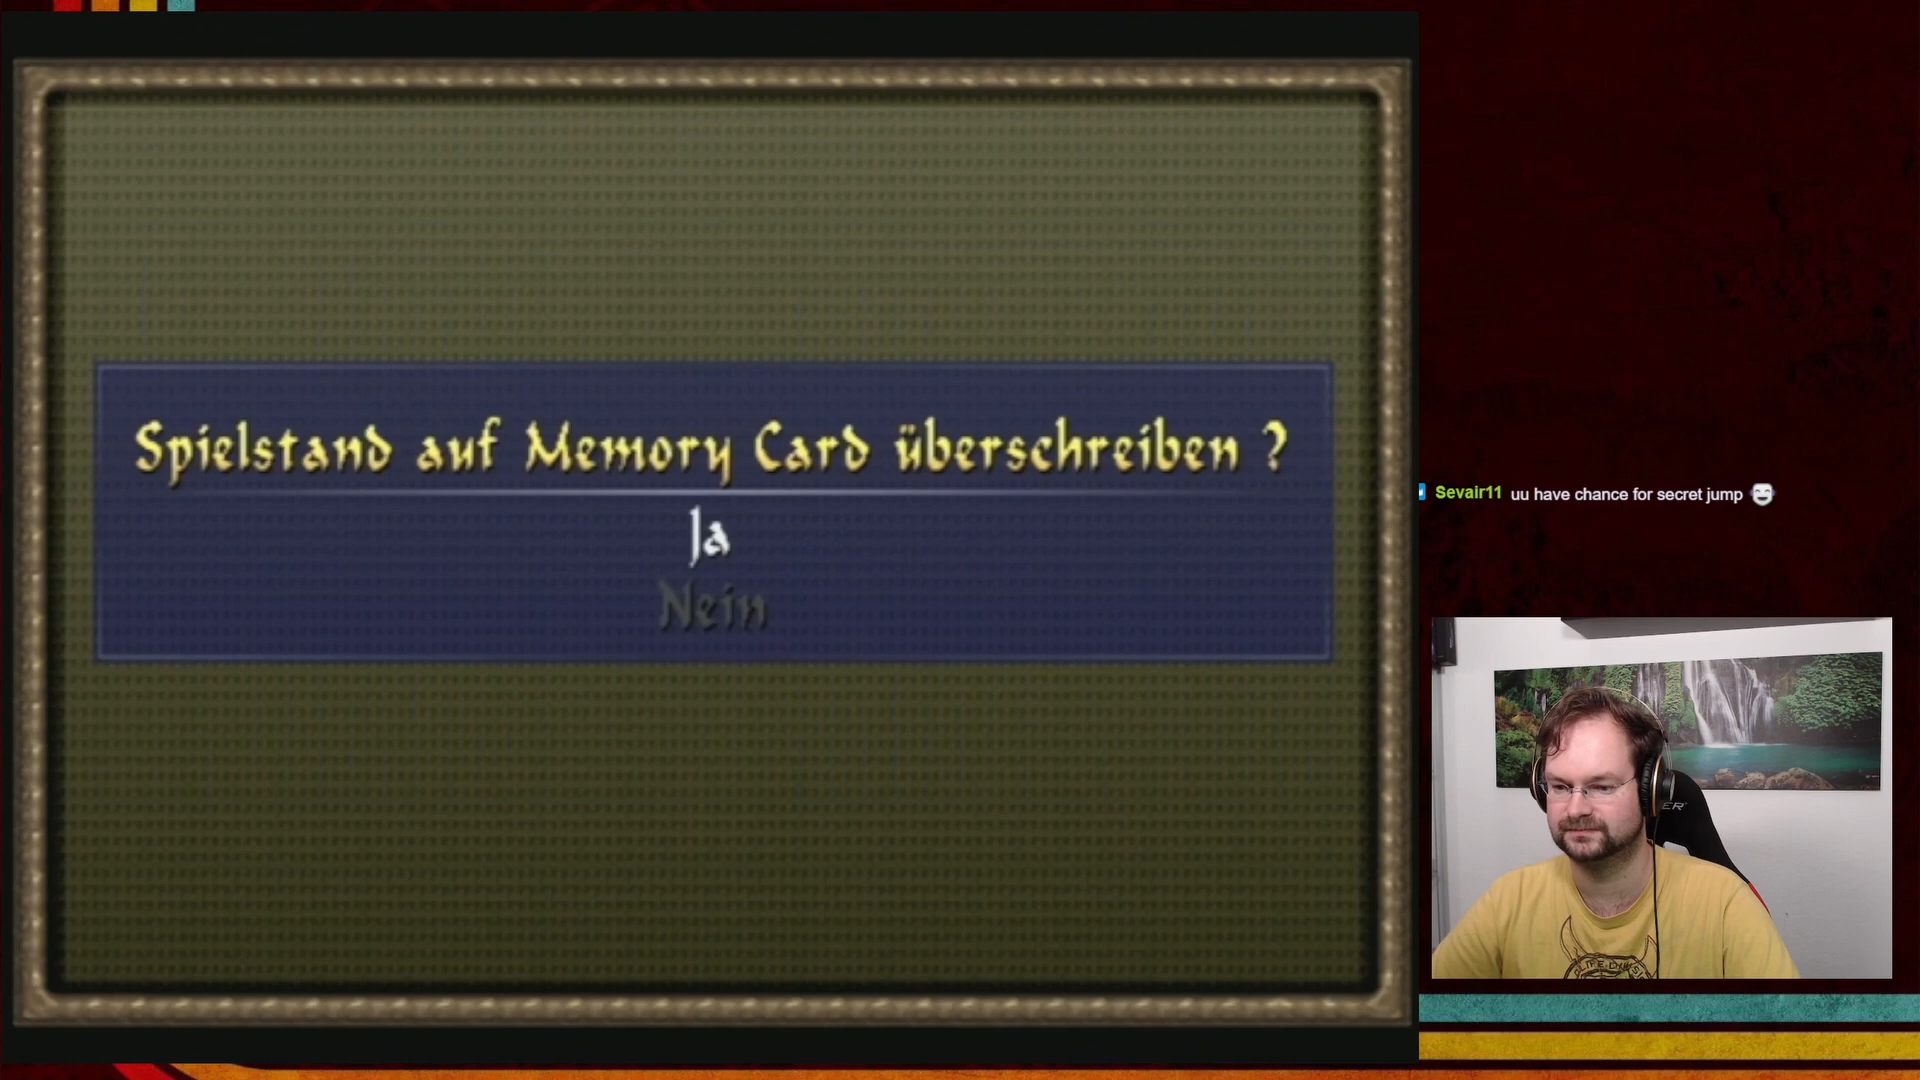 Spielstand auf Memory Card überschreiben ?
Ja
Nein
Sevair11 uu have chance for secret jump